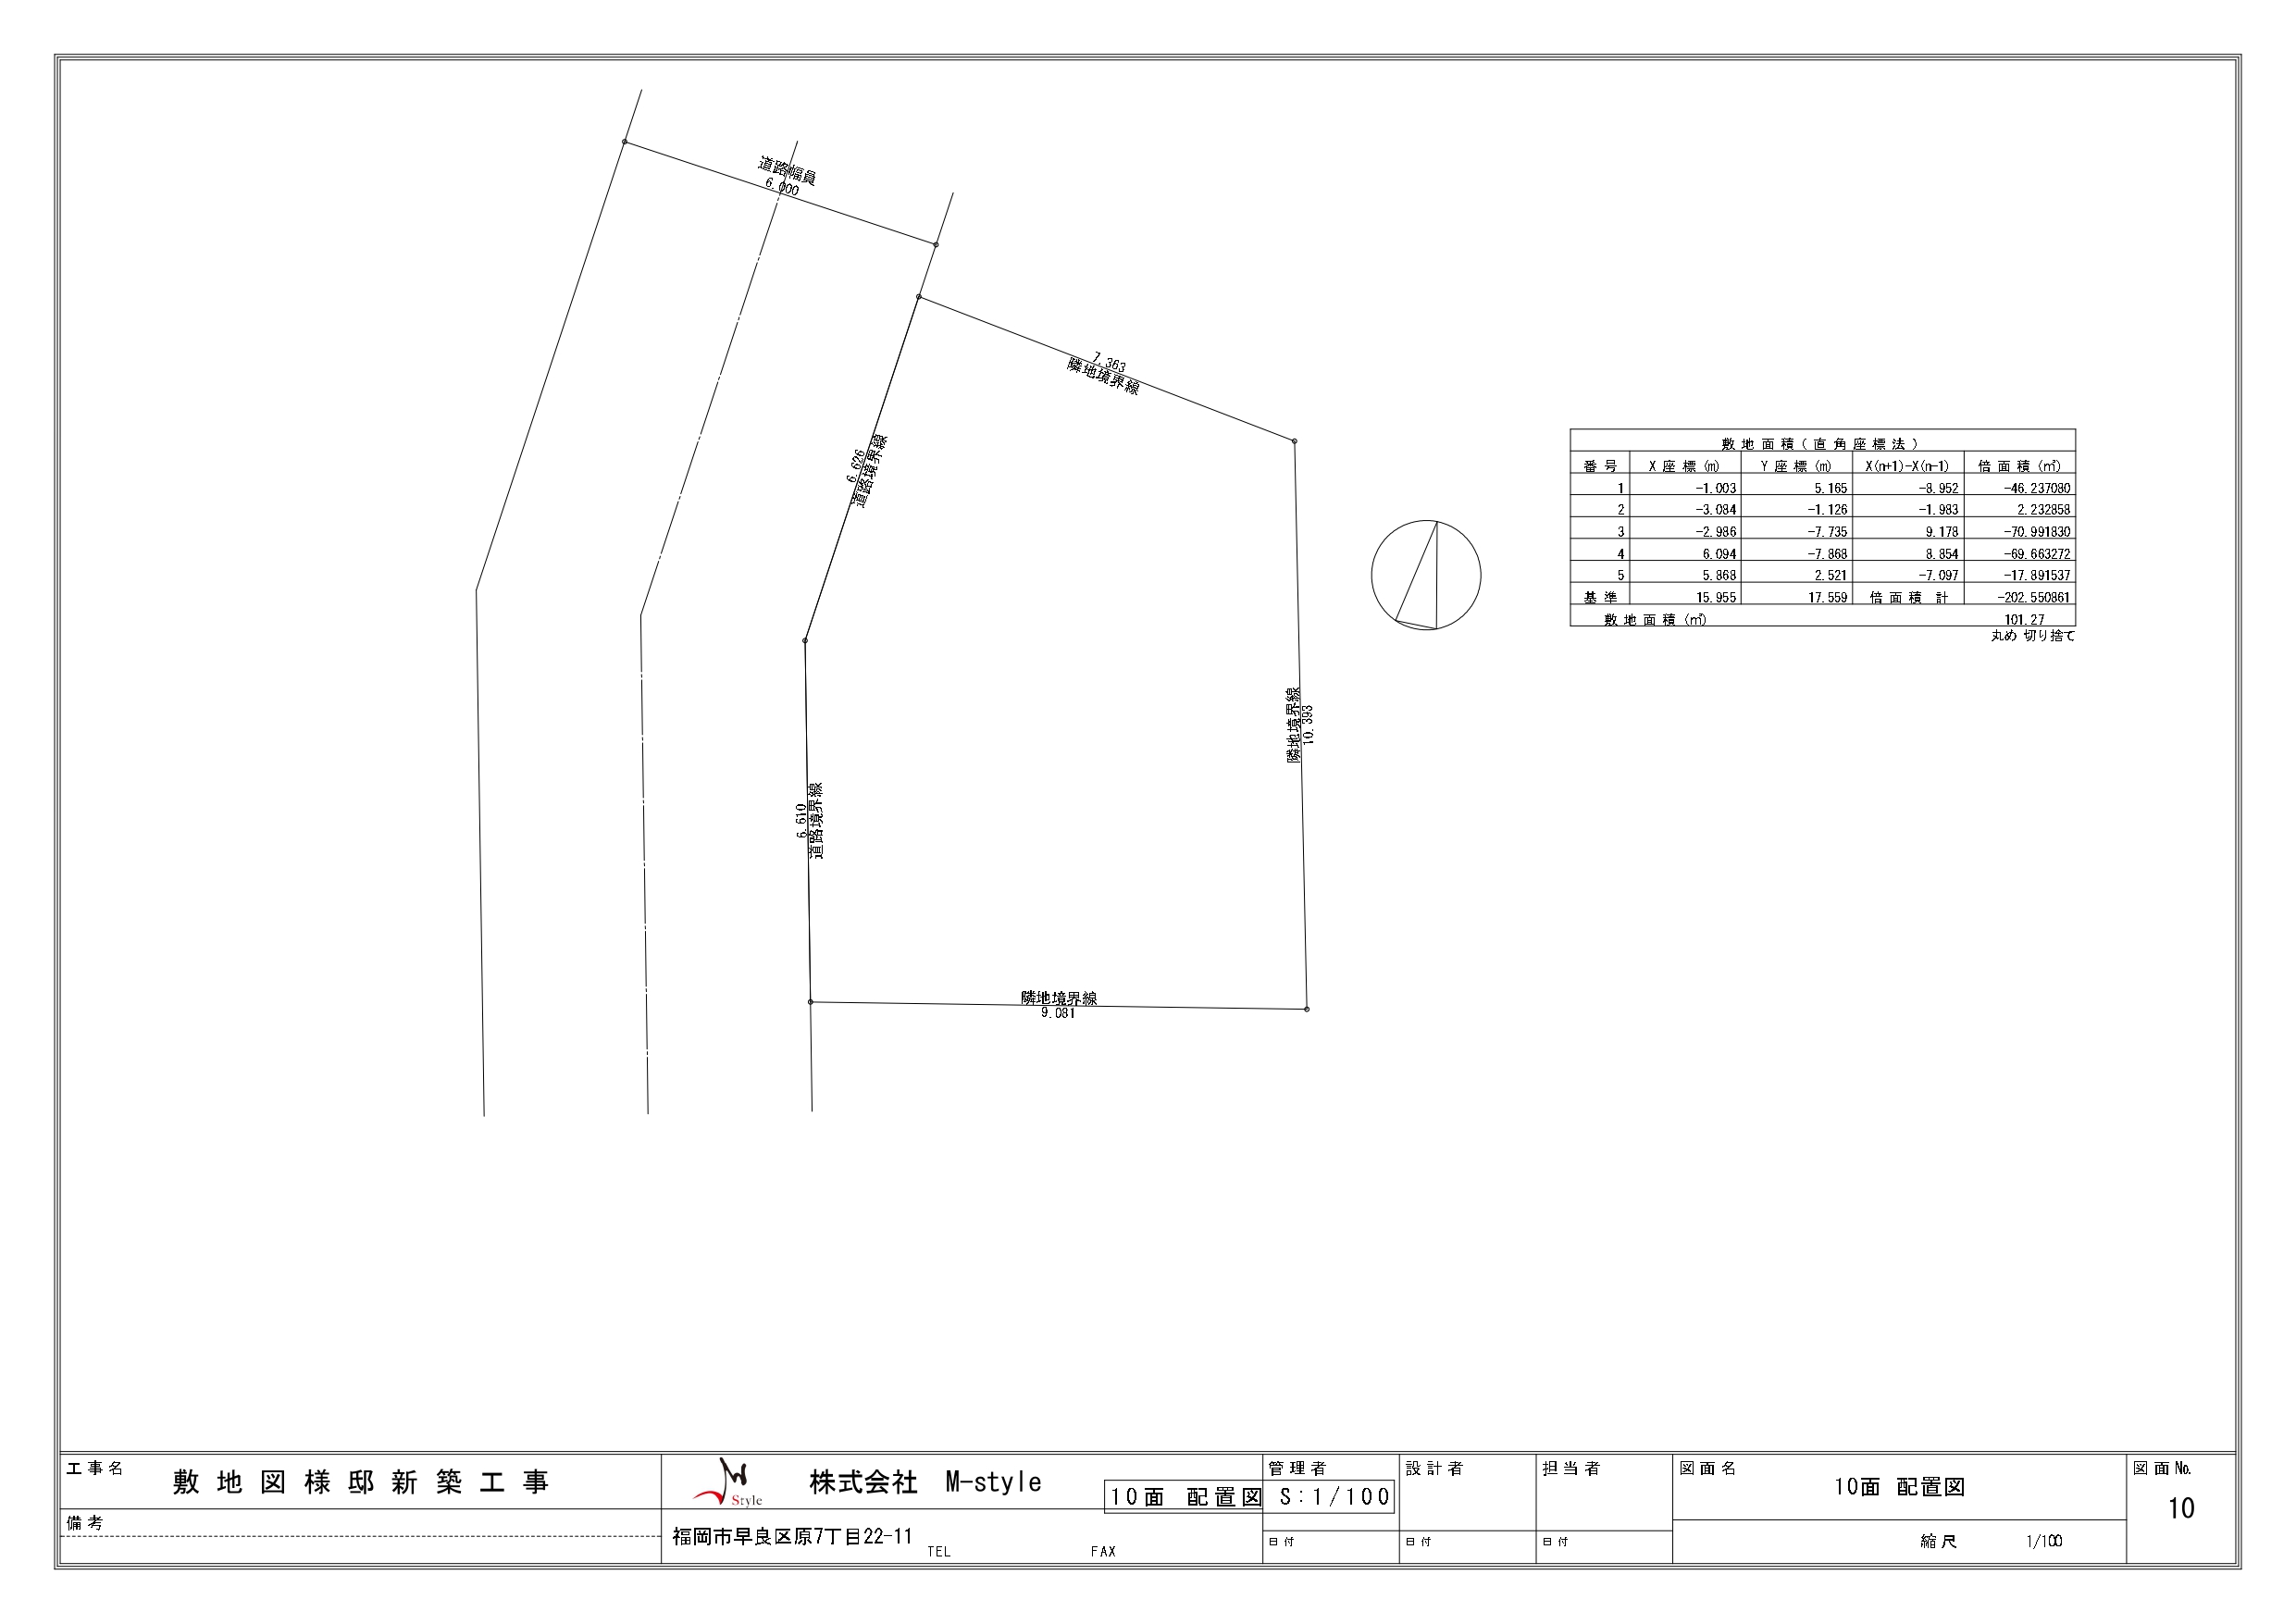 道路幅員
6.000
7.363
隣地境界線
6.626
道路境界線
隣地境界線
10.393
6.610
道路境界線
隣地境界線
9.081
敷地面積(直角座標法)
番号 X座標(m) Y座標(m) X(n+1)-X(n-1) 倍面積(㎡)
1 -1.003 5.165 -8.952 -46.237080
2 -3.084 -1.126 -1.983 2.232858
3 -2.986 -7.735 9.178 -70.991830
4 6.094 -7.868 8.854 -69.663272
5 5.868 2.521 -7.097 -17.891537
基準 15.955 17.559 倍面積 計 -202.550861
敷地面積(㎡) 101.27
丸め 切り捨て
工事名 敷地図様邸新築工事
備考
Style
株式会社 M-style
10面 配置図 S:1/100
福岡市早良区原7丁目22-11 TEL FAX
管理者 設計者 担当者
日付 日付 日付
図面名 10面 配置図
縮尺 1/100
図面No.
10